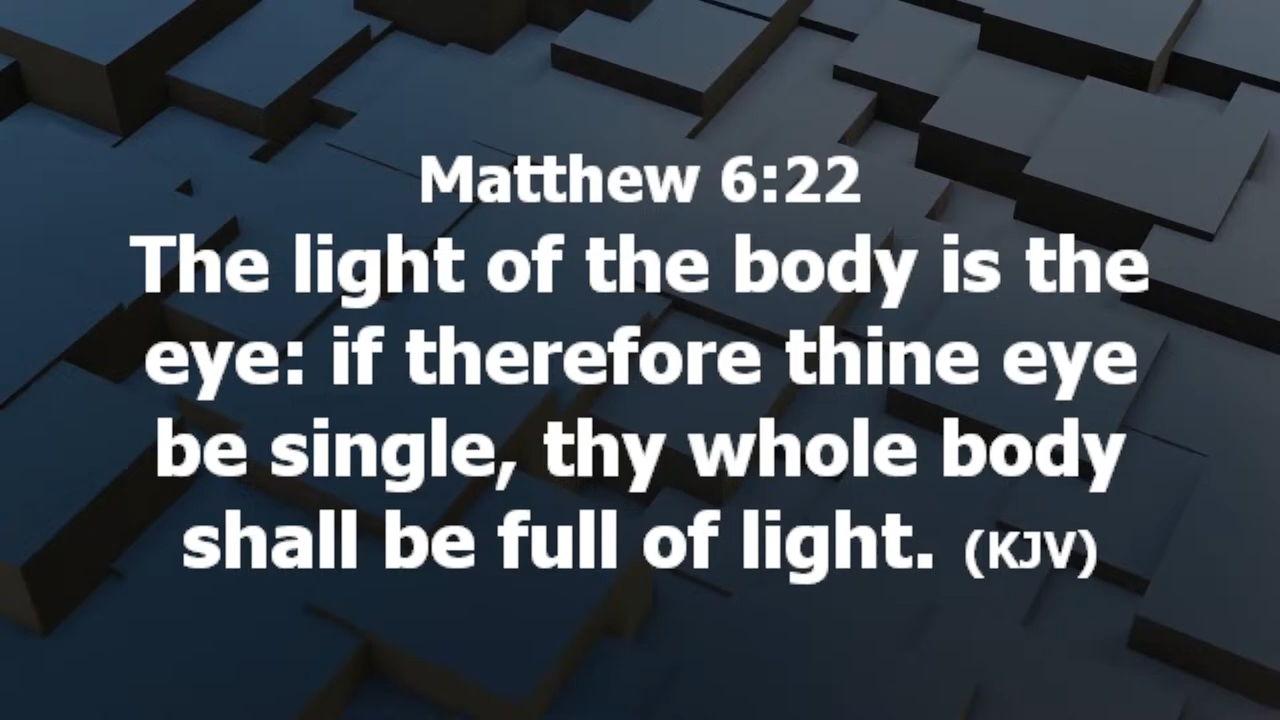 Matthew 6:22
The light of the body is the
eye: if therefore thine eye
be single, thy whole body
shall be full of light. (KJV)